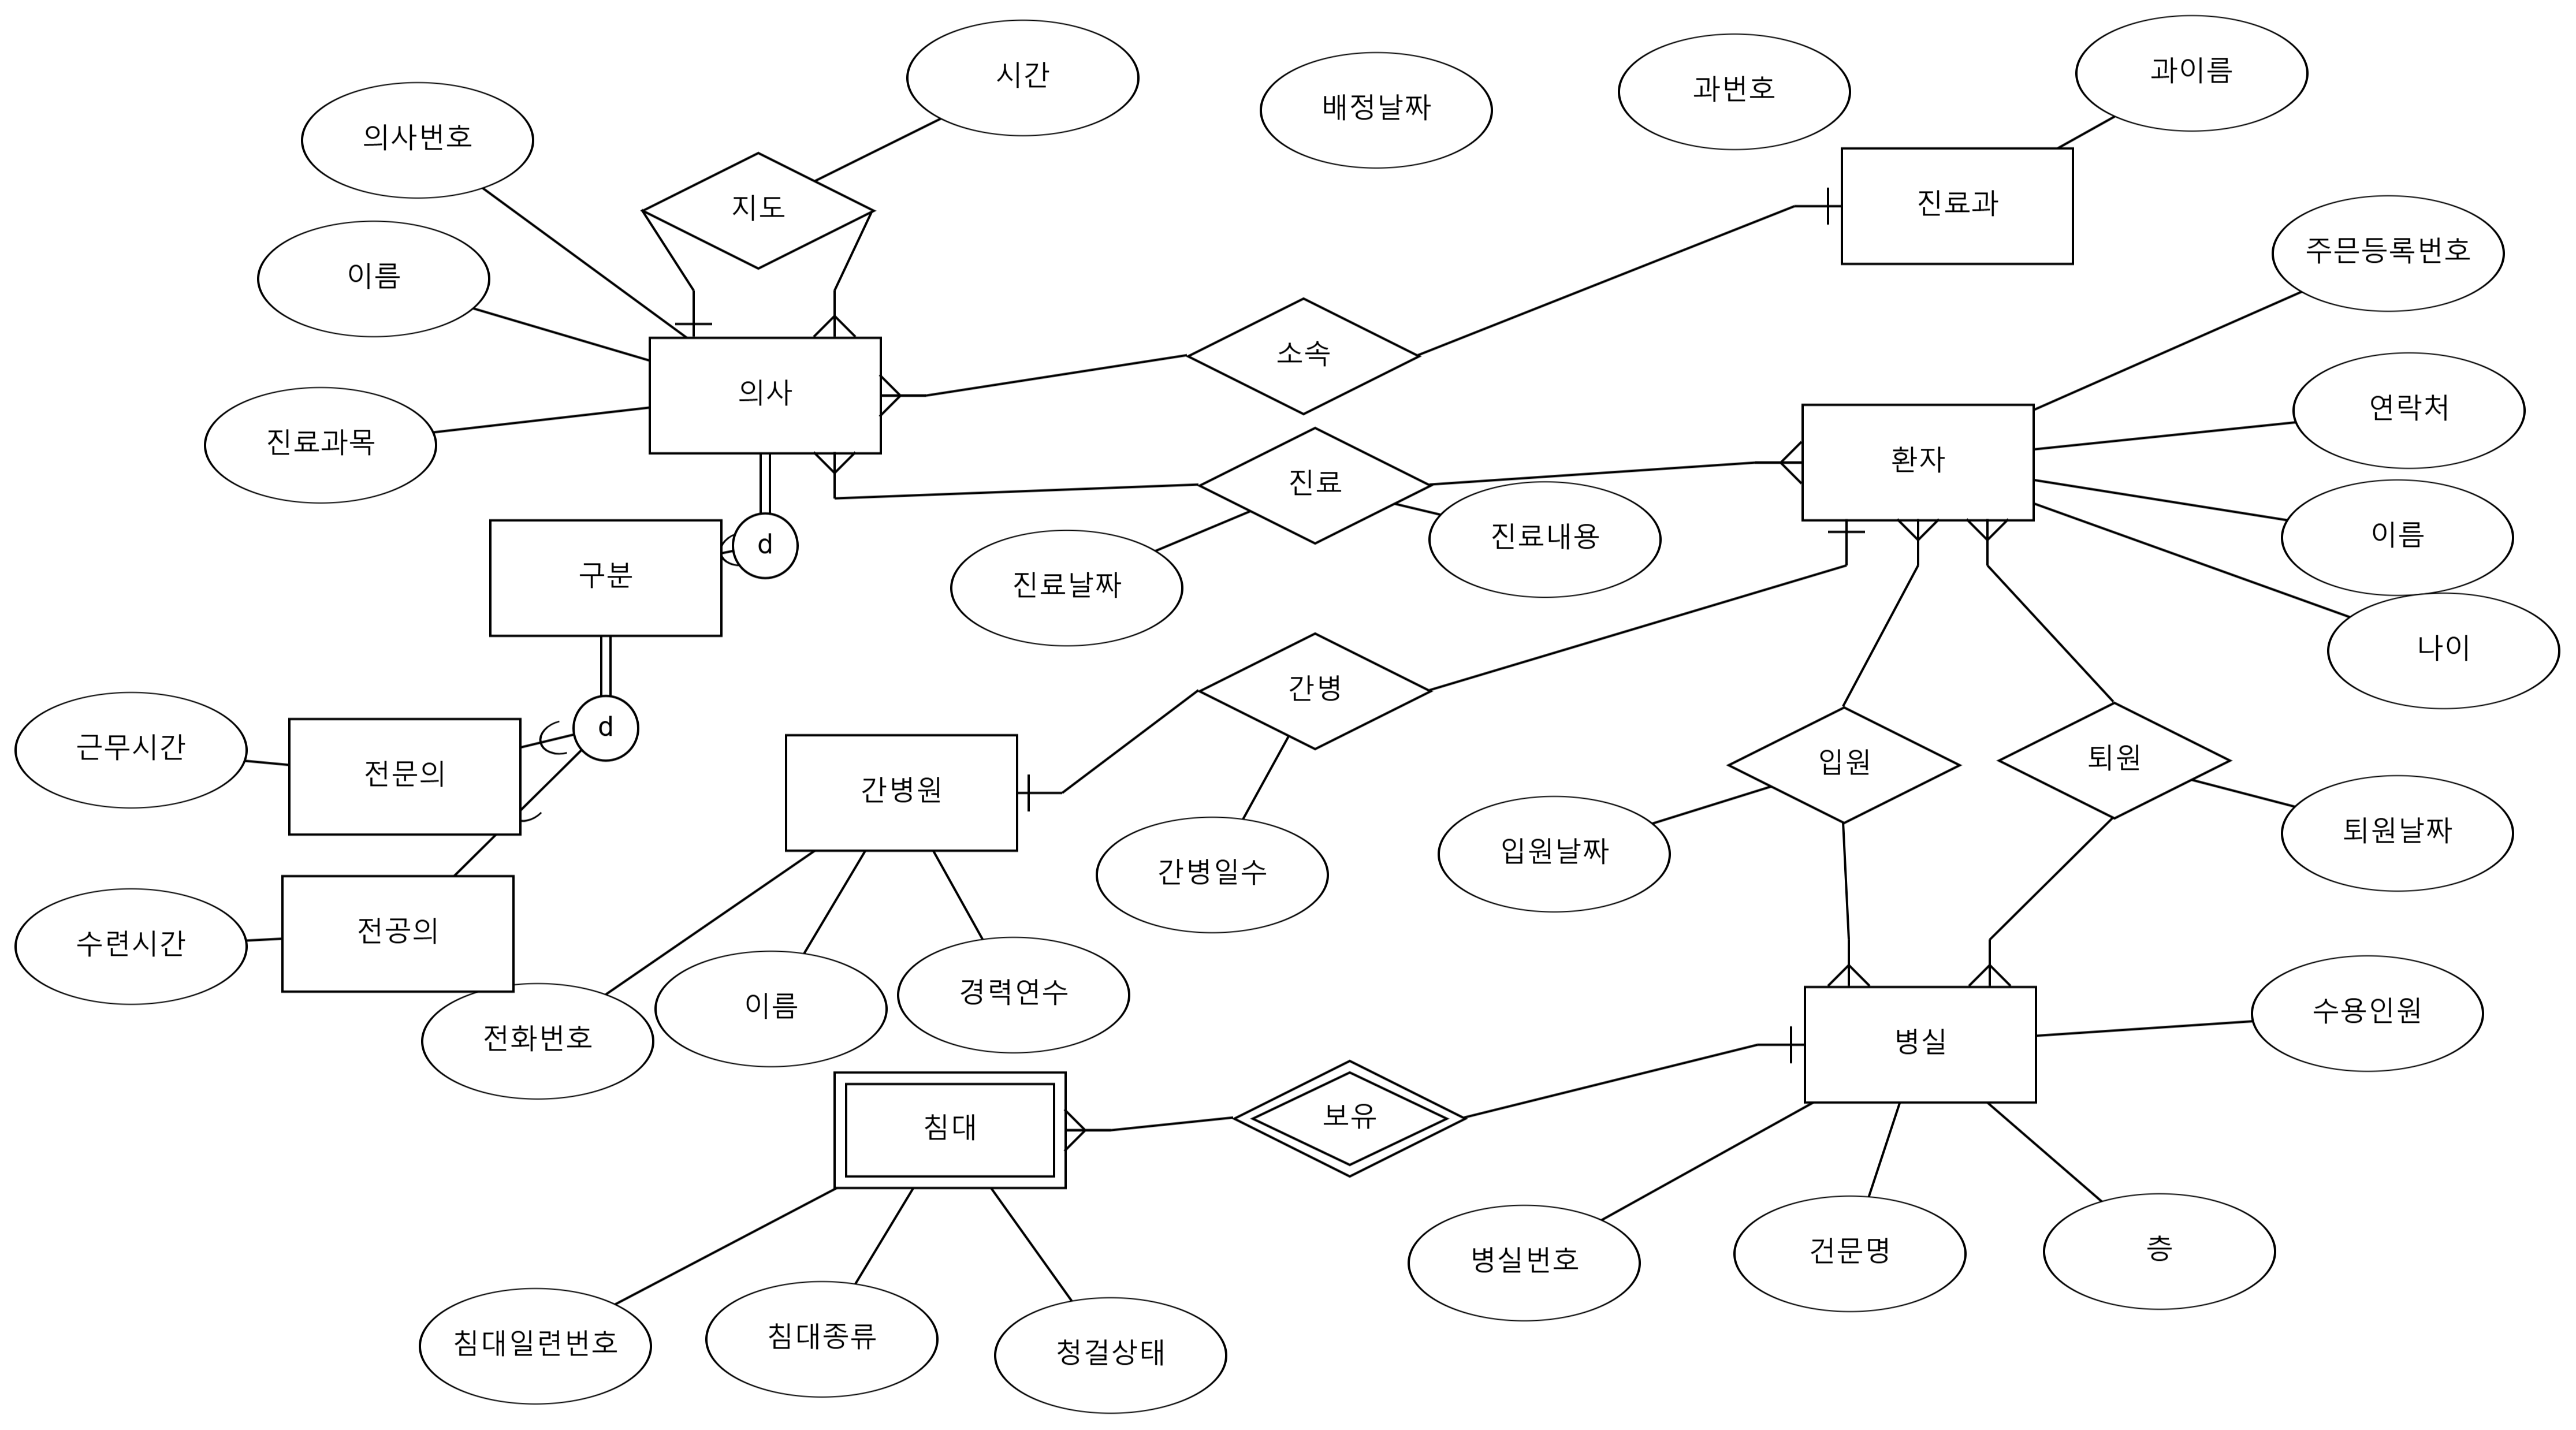 시간
배정날짜
과번호
과이름
의사번호
지도
진료과
이름
주믄등록번호
소속
의사
연락처
진료과목
환자
진료
진료내용
이름
d
구분
진료날짜
나이
간병
d
근무시간
전문의
간병원
입원
퇴원
퇴원날짜
간병일수
입원날짜
수련시간
전공의
전화번호
이름
경력연수
수용인원
병실
침대
보유
병실번호
건문명
층
침대일련번호
침대종류
청걸상태